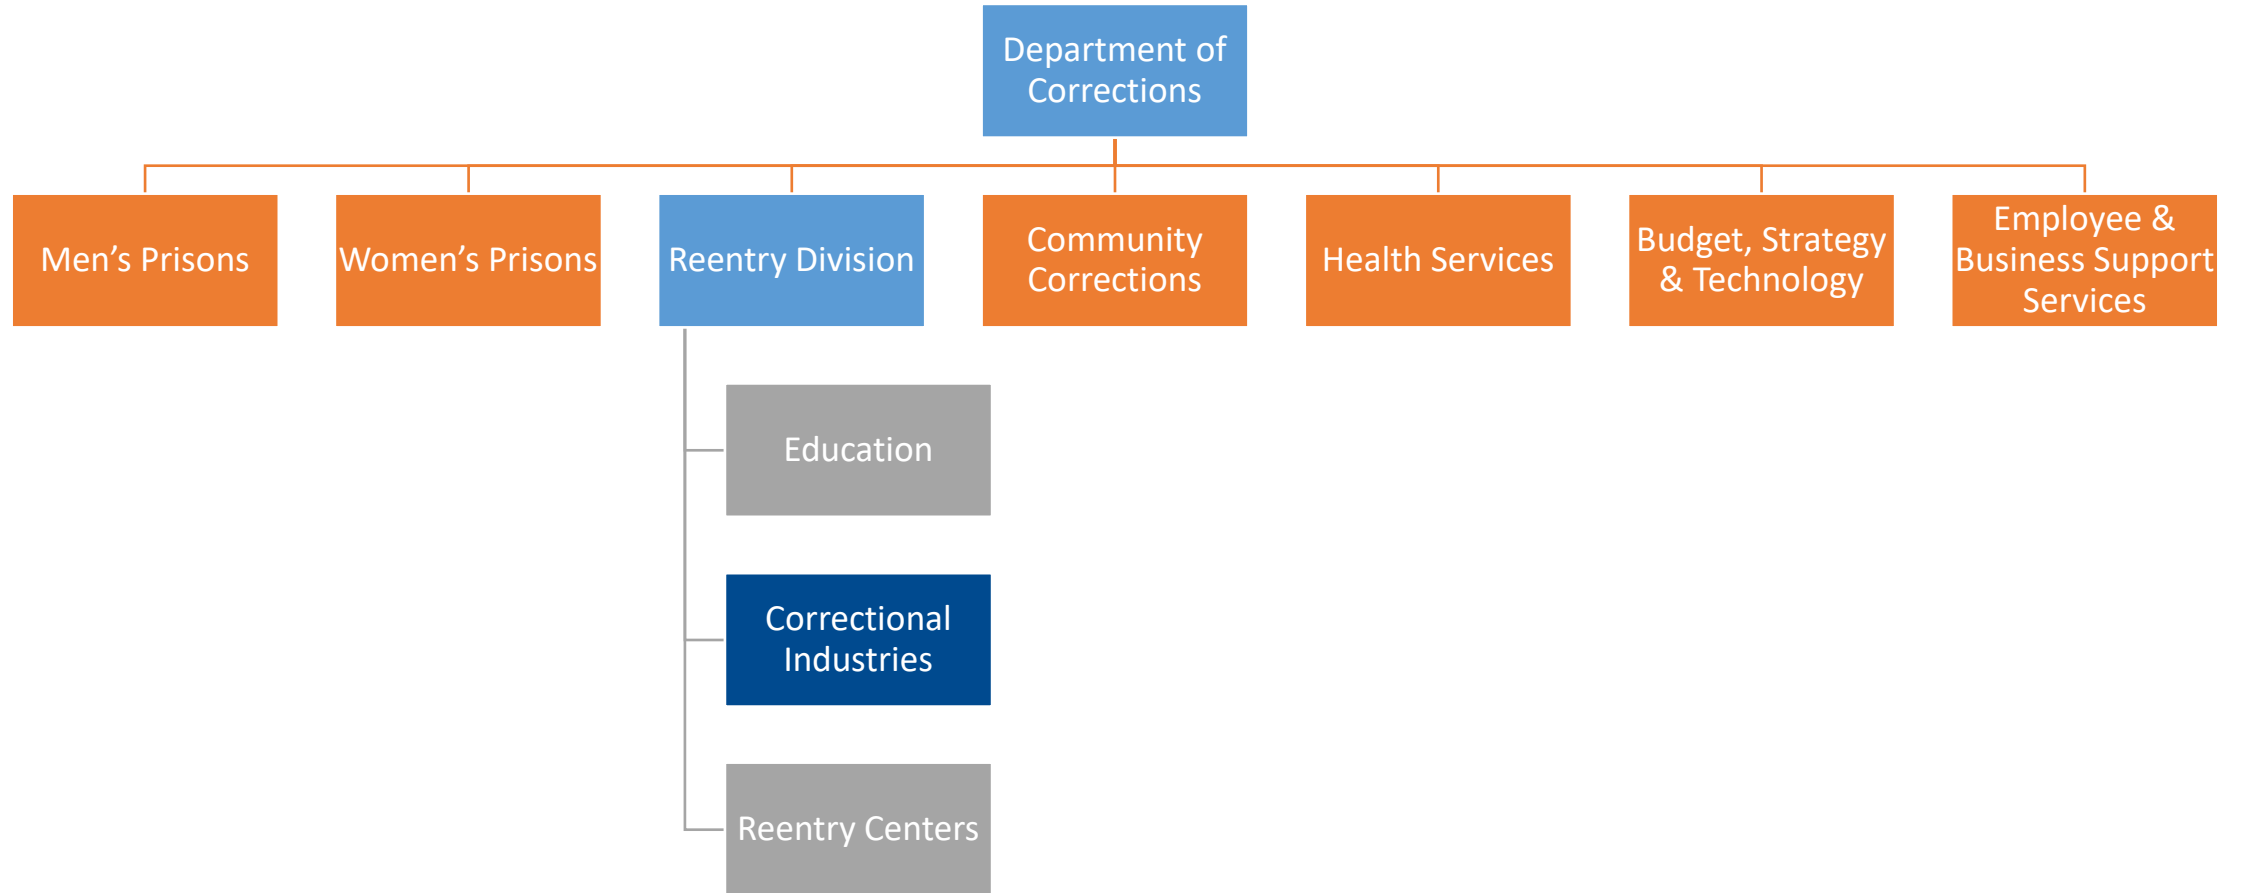 Department of
Corrections
Men’s Prisons
Women’s Prisons
Reentry Division
Community
Corrections
Health Services
Budget, Strategy
& Technology
Employee &
Business Support
Services
Education
Correctional
Industries
Reentry Centers